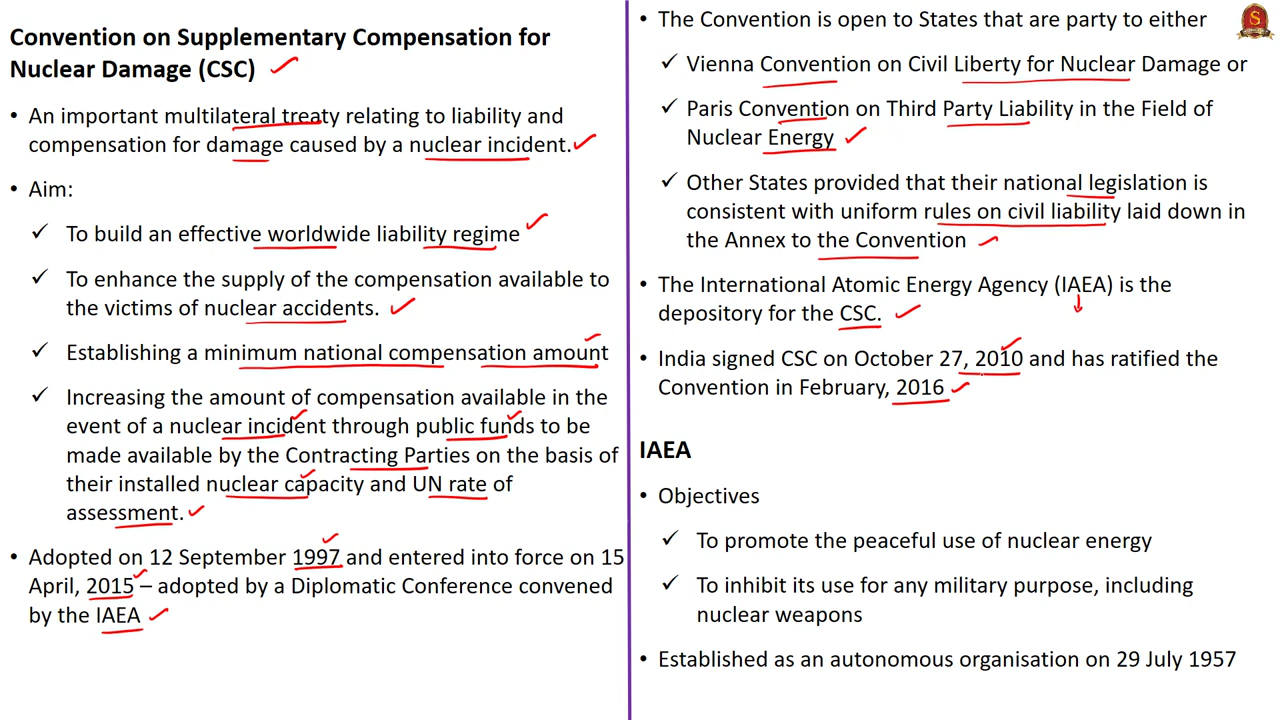 Convention on Supplementary Compensation for
Nuclear Damage (CSC)
• An important multilateral treaty relating to liability and
compensation for damage caused by a nuclear incident.
• Aim:
✓ To build an effective worldwide liability regime
✓ To enhance the supply of the compensation available to
the victims of nuclear accidents.
✓ Establishing a minimum national compensation amount
✓ Increasing the amount of compensation available in the
event of a nuclear incident through public funds to be
made available by the Contracting Parties on the basis of
their installed nuclear capacity and UN rate of
assessment.
• Adopted on 12 September 1997 and entered into force on 15
April, 2015 – adopted by a Diplomatic Conference convened
by the IAEA
• The Convention is open to States that are party to either
✓ Vienna Convention on Civil Liberty for Nuclear Damage or
✓ Paris Convention on Third Party Liability in the Field of
Nuclear Energy
✓ Other States provided that their national legislation is
consistent with uniform rules on civil liability laid down in
the Annex to the Convention
• The International Atomic Energy Agency (IAEA) is the
depository for the CSC.
• India signed CSC on October 27, 2010 and has ratified the
Convention in February, 2016
IAEA
• Objectives
✓ To promote the peaceful use of nuclear energy
✓ To inhibit its use for any military purpose, including
nuclear weapons
• Established as an autonomous organisation on 29 July 1957